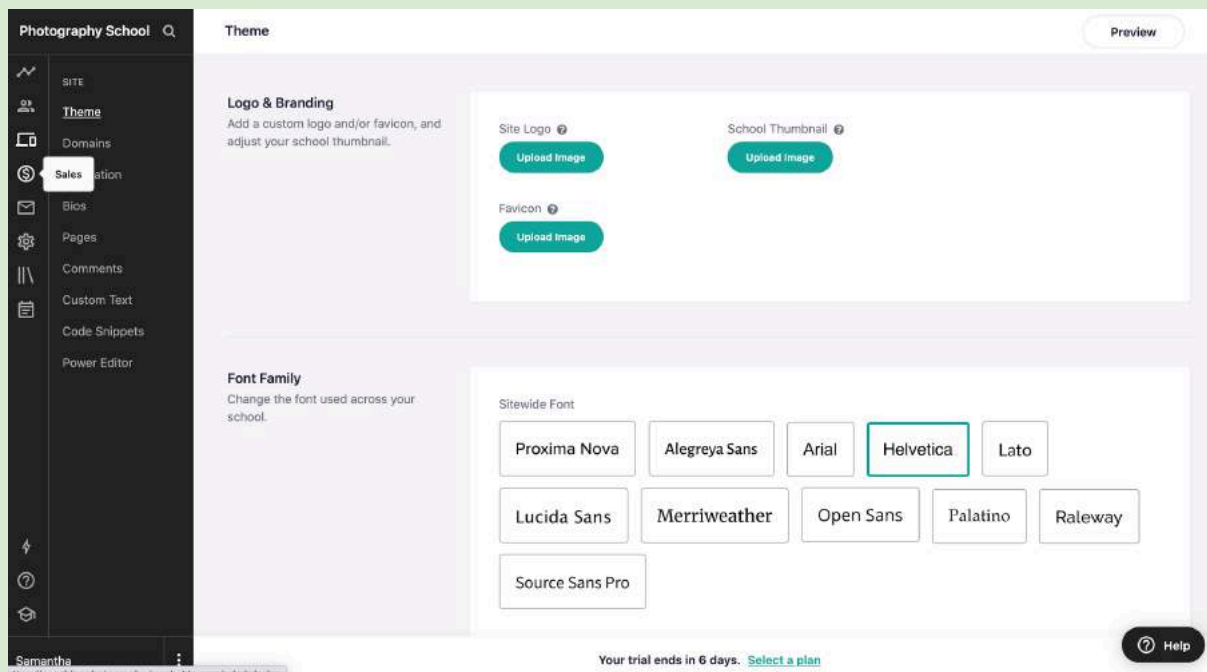 Photography School
Theme
Preview
SITE
Theme
Domains
Sales
ation
Bios
Pages
Comments
Custom Text
Code Snippets
Power Editor
Logo & Branding
Add a custom logo and/or favicon, and
adjust your school thumbnail.
Site Logo
Upload Image
School Thumbnail
Upload Image
Favicon
Upload Image
Font Family
Change the font used across your
school.
Sitewide Font
Proxima Nova
Alegreya Sans
Arial
Helvetica
Lato
Lucida Sans
Merriweather
Open Sans
Palatino
Raleway
Source Sans Pro
Samantha
Your trial ends in 6 days. Select a plan
Help